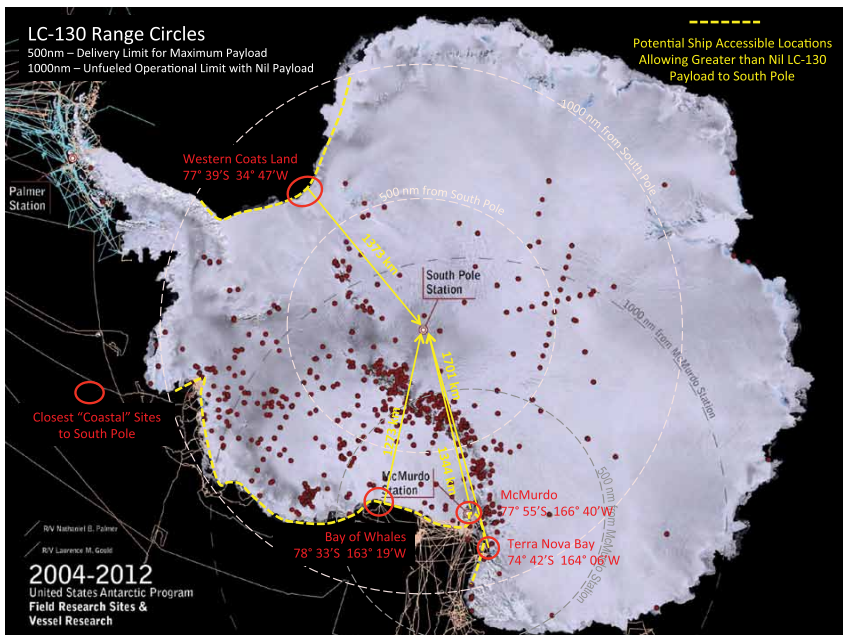 LC-130 Range Circles
500nm – Delivery Limit for Maximum Payload
1000nm – Unfueled Operational Limit with Nil Payload
Potential Ship Accessible Locations
Allowing Greater than Nil LC-130
Payload to South Pole
1000 nm from South Pole
Western Coats Land
77° 39'S 34° 47'W
Palmer
Station
500 nm from South Pole
1373 km
South Pole
Station
1000 nm from McMurdo Station
1701 km
Closest "Coastal" Sites
to South Pole
1344 km
McMurdo
Station
500 nm from McMurdo Station
McMurdo
77° 55'S 166° 40'W
Bay of Whales
78° 33'S 163° 19'W
Terra Nova Bay
74° 42'S 164° 06'W
R/V Nathaniel B. Palmer
R/V Laurence M. Gould
2004-2012
United States Antarctic Program
Field Research Sites &
Vessel Research